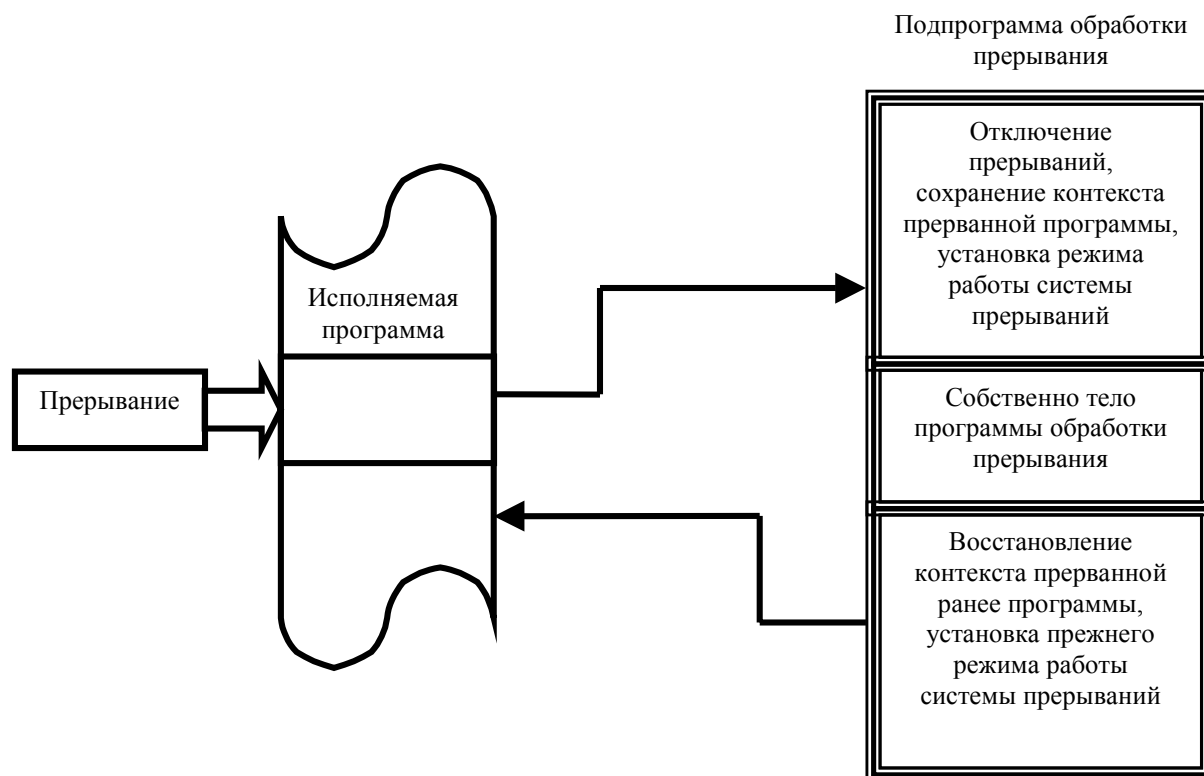 Подпрограмма обработки
прерывания
Отключение
прерываний,
сохранение контекста
прерванной программы,
установка режима
работы системы
прерываний
Исполняемая
программа
Прерывание
Собственно тело
программы обработки
прерывания
Восстановление
контекста прерванной
ранее программы,
установка прежнего
режима работы
системы прерываний